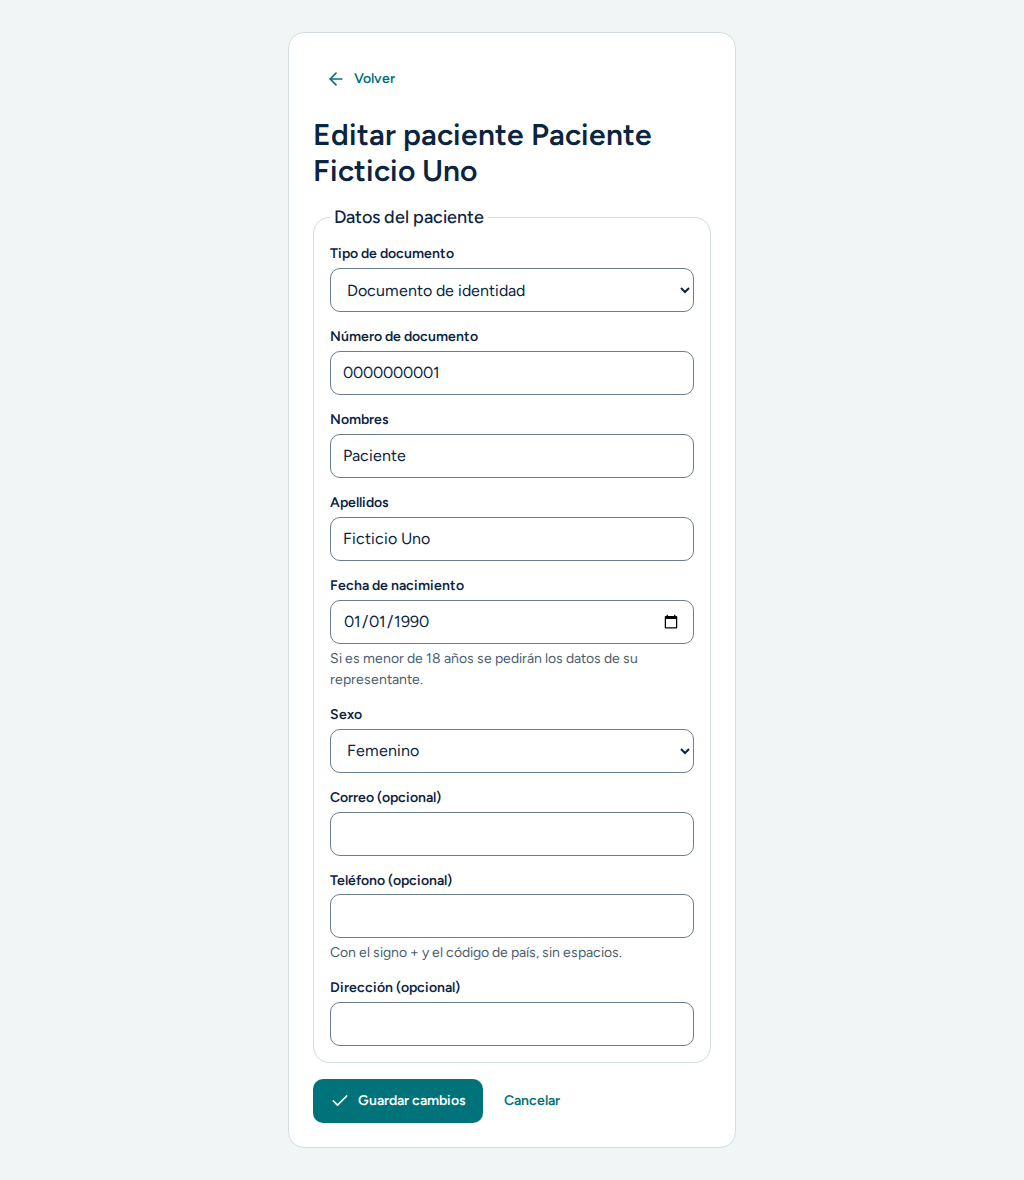 Volver
Editar paciente Paciente
Ficticio Uno
Datos del paciente
Tipo de documento
Documento de identidad
Número de documento
0000000001
Nombres
Paciente
Apellidos
Ficticio Uno
Fecha de nacimiento
01/01/1990
Si es menor de 18 años se pedirán los datos de su
representante.
Sexo
Femenino
Correo (opcional)
Teléfono (opcional)
Con el signo + y el código de país, sin espacios.
Dirección (opcional)
Guardar cambios
Cancelar